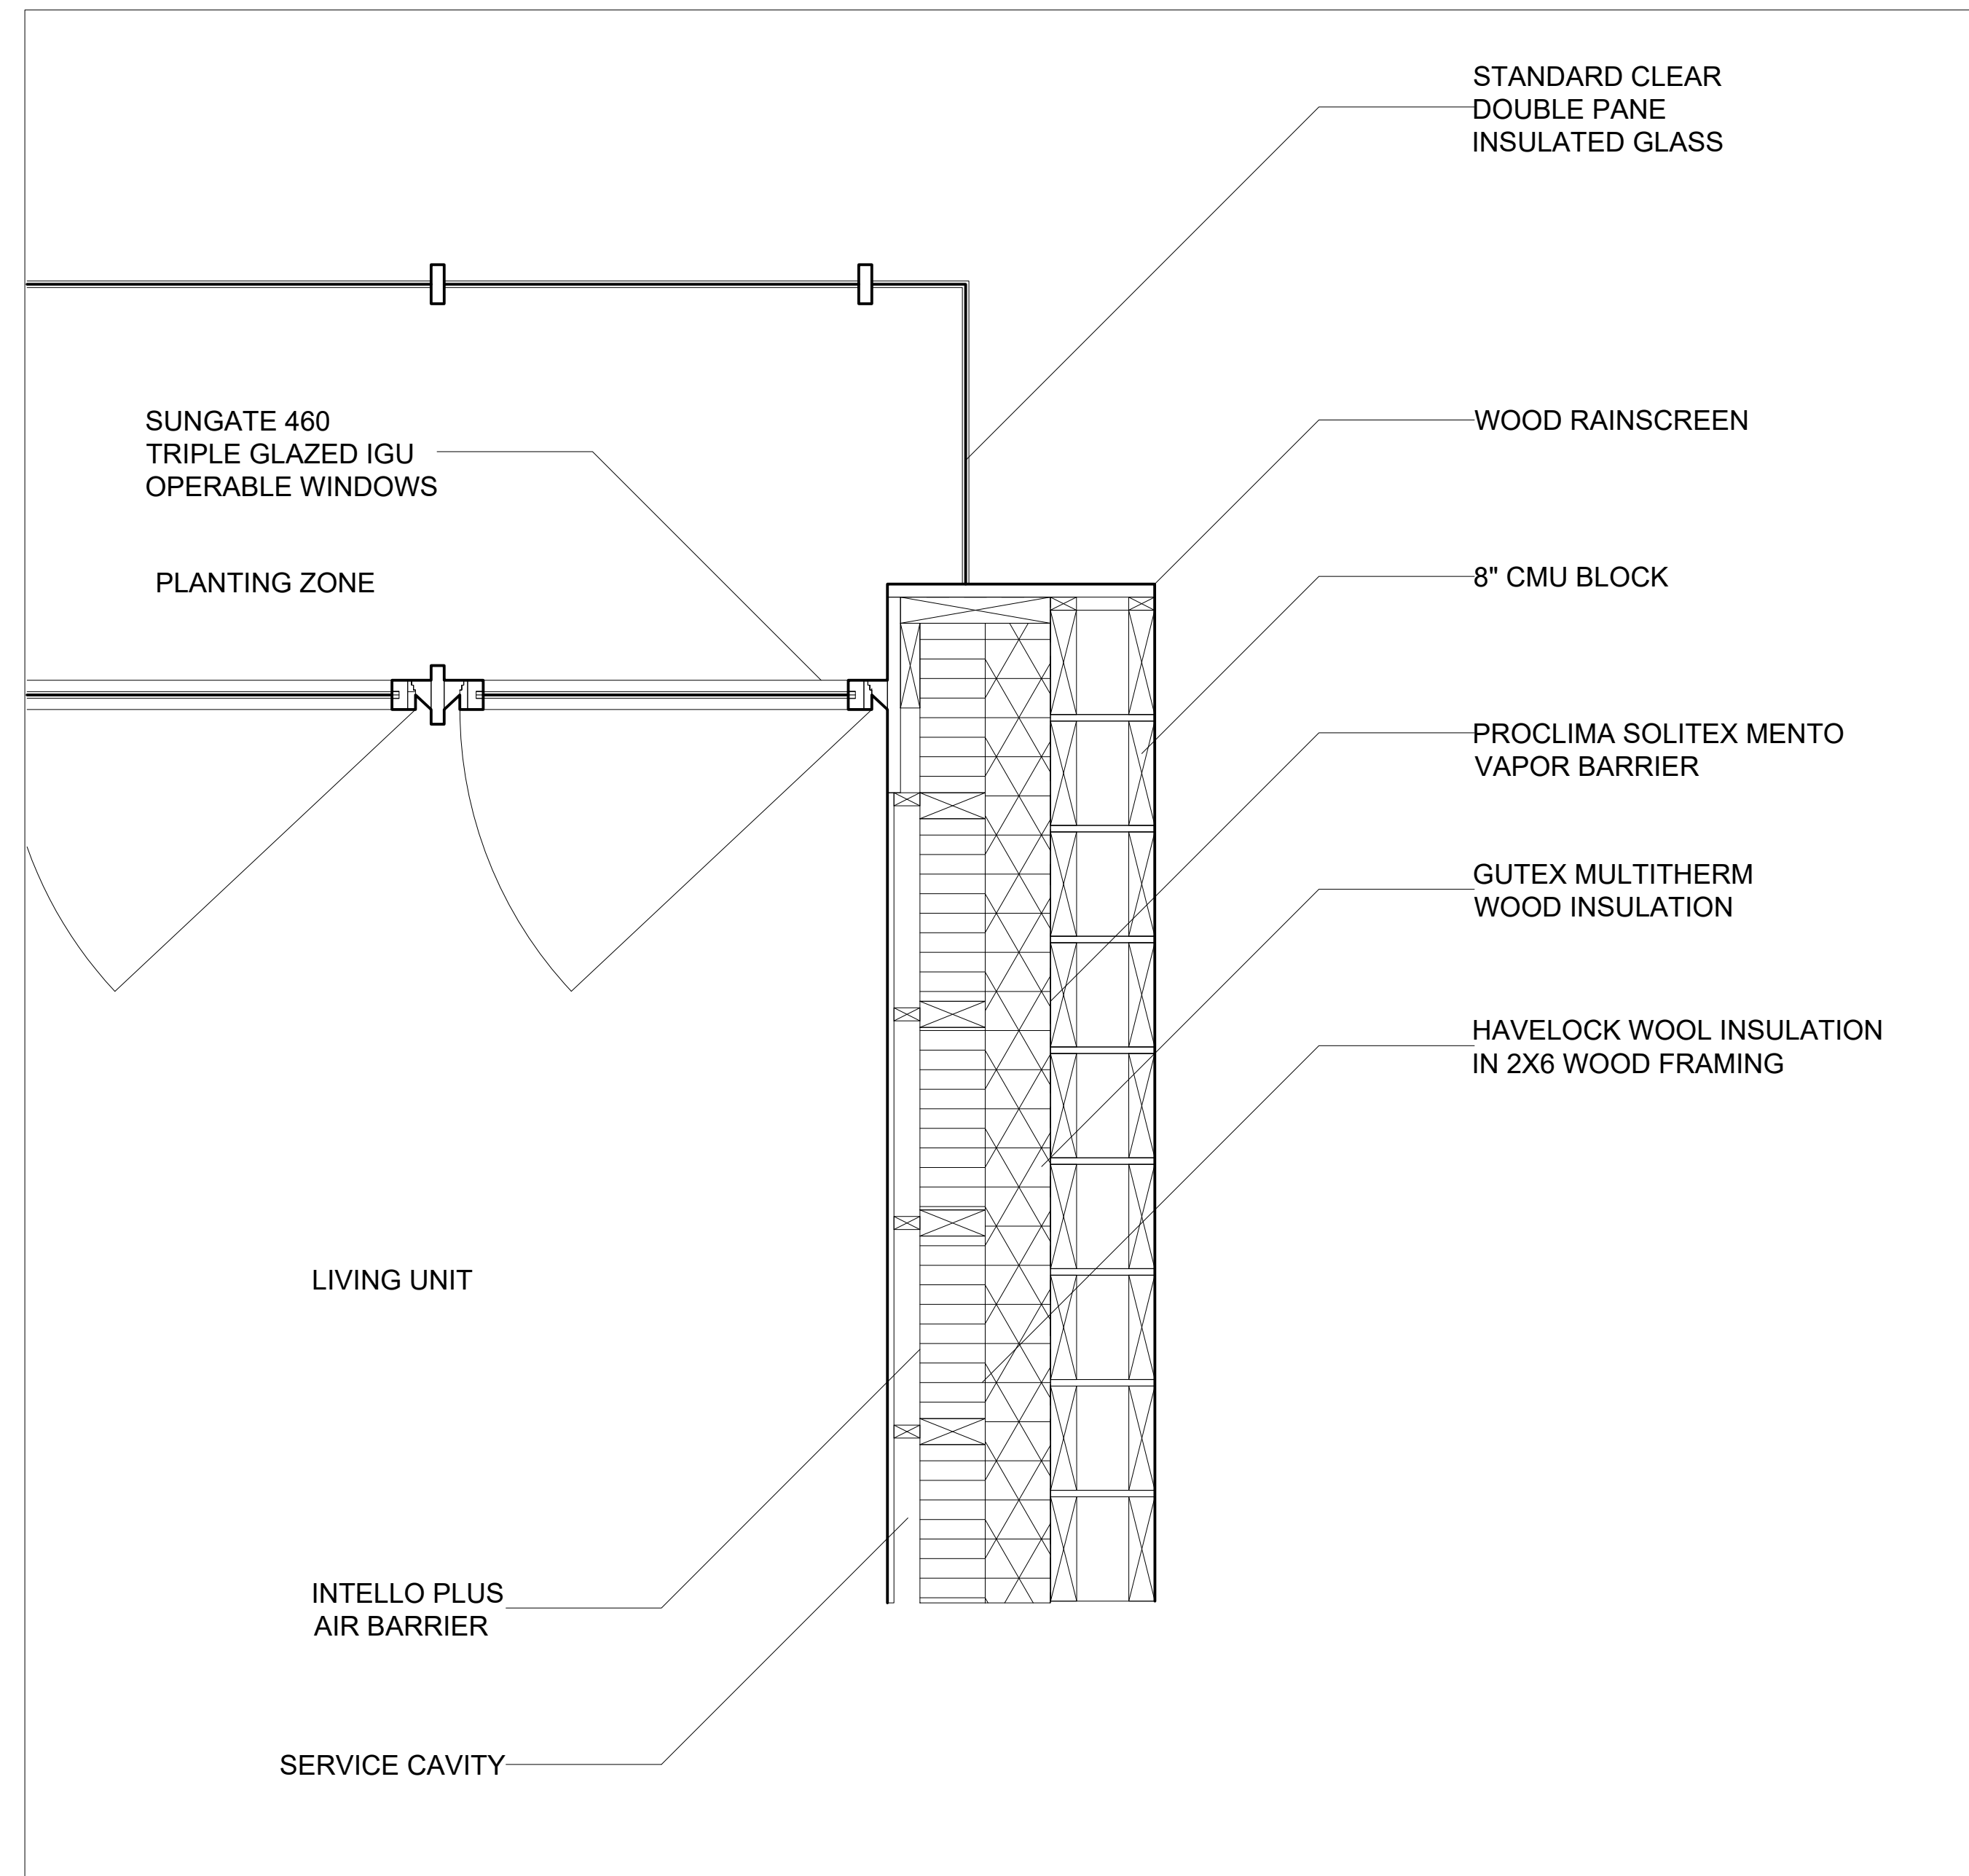 STANDARD CLEAR
DOUBLE PANE
INSULATED GLASS
SUNGATE 460
TRIPLE GLAZED IGU
OPERABLE WINDOWS
WOOD RAINSCREEN
PLANTING ZONE
8" CMU BLOCK
PROCLIMA SOLITEX MENTO
VAPOR BARRIER
GUTEX MULTITHERM
WOOD INSULATION
HAVELOCK WOOL INSULATION
IN 2X6 WOOD FRAMING
LIVING UNIT
INTELLO PLUS
AIR BARRIER
SERVICE CAVITY